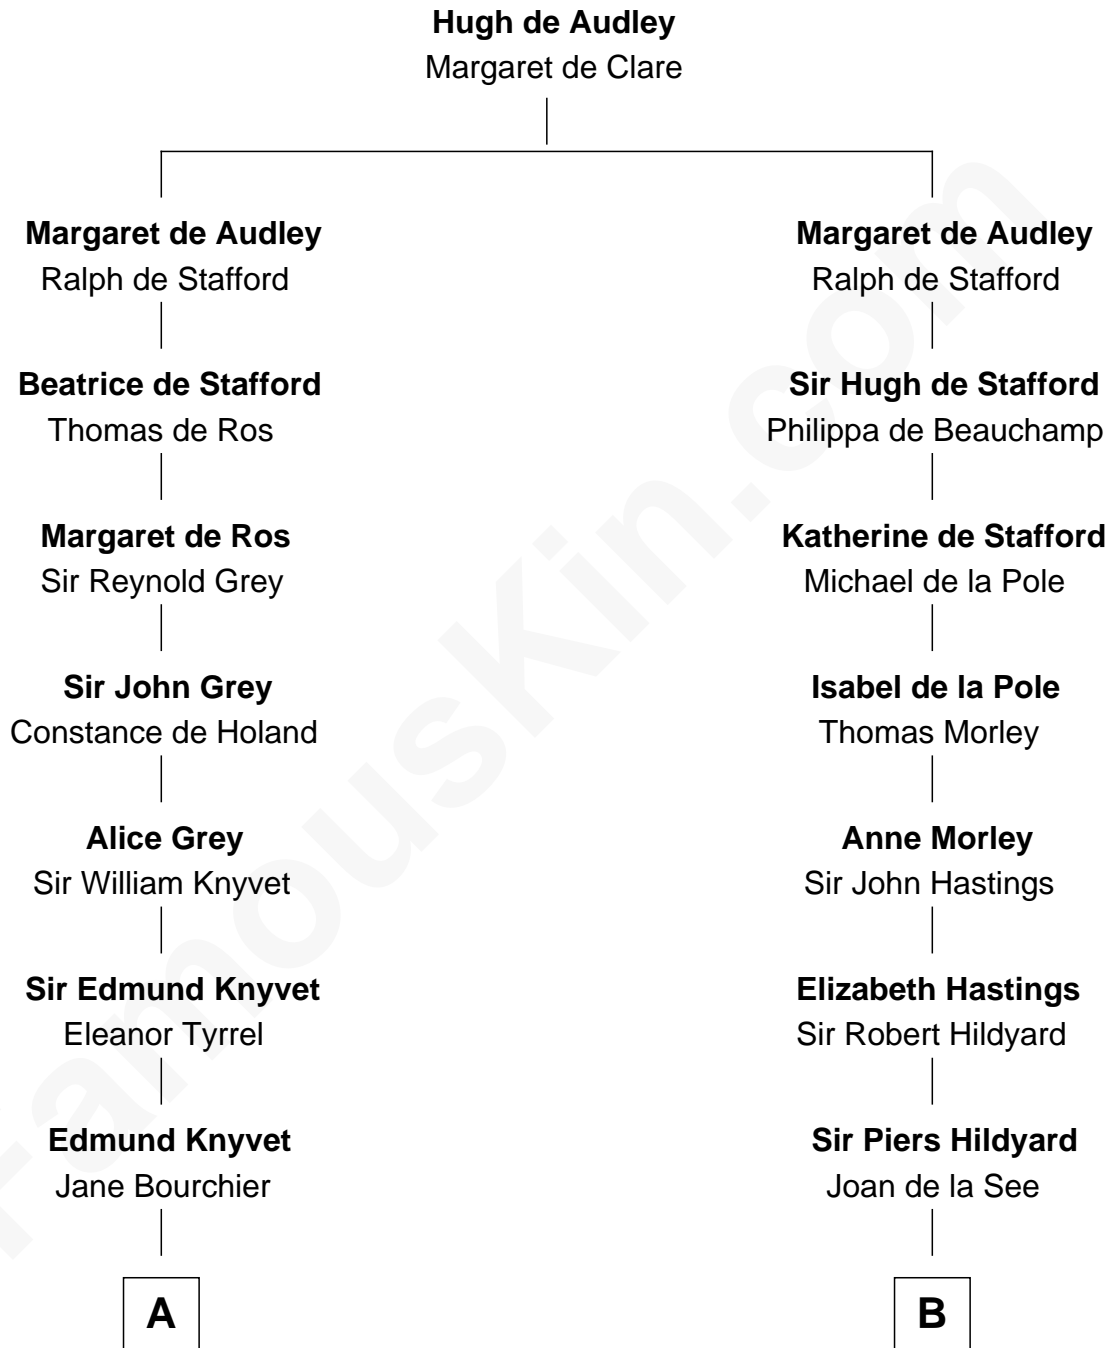 Hugh de Audley
Margaret de Clare
Margaret de Audley
Ralph de Stafford
Margaret de Audley
Ralph de Stafford
Beatrice de Stafford
Thomas de Ros
Sir Hugh de Stafford
Philippa de Beauchamp
Margaret de Ros
Sir Reynold Grey
Katherine de Stafford
Michael de la Pole
Sir John Grey
Constance de Holand
Isabel de la Pole
Thomas Morley
Alice Grey
Sir William Knyvet
Anne Morley
Sir John Hastings
Sir Edmund Knyvet
Eleanor Tyrrel
Elizabeth Hastings
Sir Robert Hildyard
Edmund Knyvet
Jane Bourchier
Sir Piers Hildyard
Joan de la See
A
B
FamousKin.com